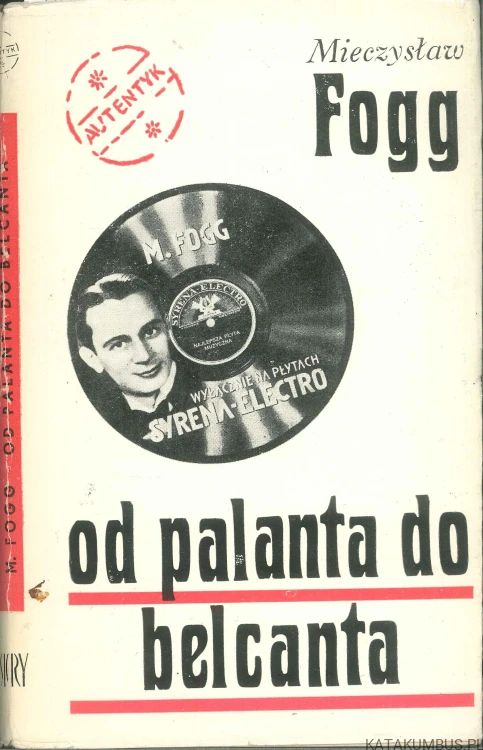 Mieczysław
Fogg
AUTENTYK
M. FOGG
SYRENA-ELECTRO
NAJLEPSZA PŁYTA
MUZYCZNA
WYŁĄCZNIE NA PŁYTACH
SYRENA-ELECTRO
od palanta do
belcanta
M. FOGG OD PALANTA DO BELCANTA
KATAKUMBUS.PL